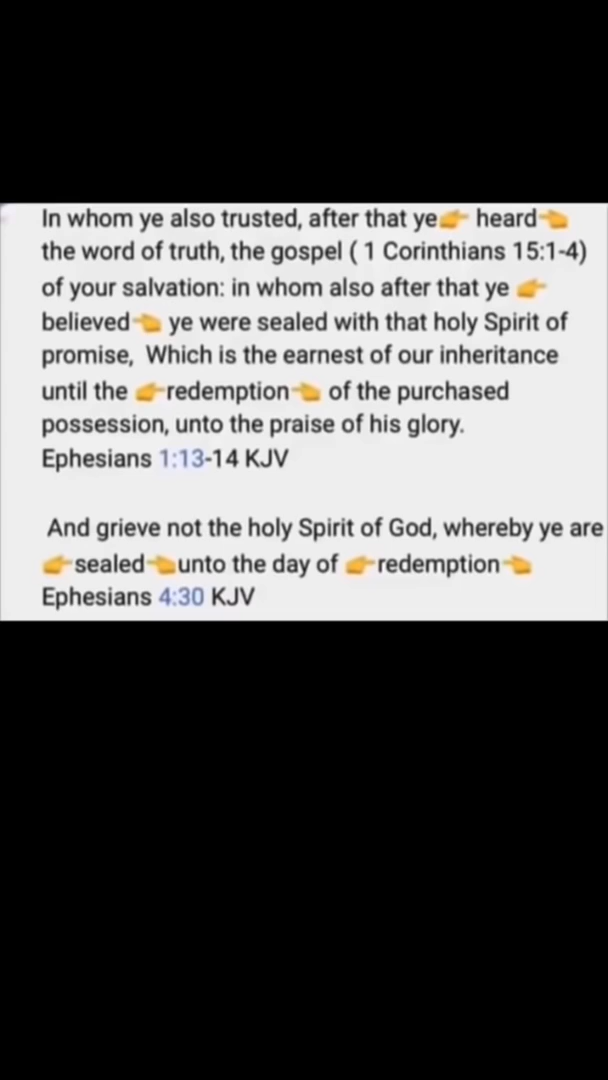 In whom ye also trusted, after that ye👉 heard👈
the word of truth, the gospel ( 1 Corinthians 15:1-4)
of your salvation: in whom also after that ye 👉
believed👈 ye were sealed with that holy Spirit of
promise, Which is the earnest of our inheritance
until the 👉redemption👈 of the purchased
possession, unto the praise of his glory.
Ephesians 1:13-14 KJV
And grieve not the holy Spirit of God, whereby ye are
👉sealed👈unto the day of 👉redemption👈
Ephesians 4:30 KJV